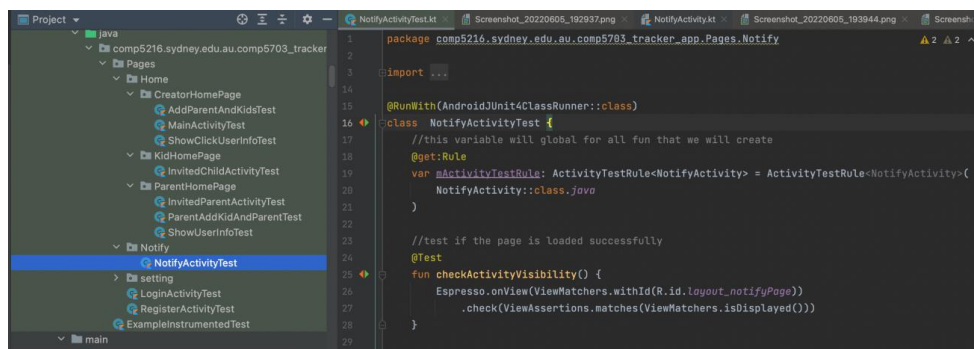 Project
NotifyActivityTest.kt
Screenshot_20220605_192937.png
NotifyActivity.kt
Screenshot_20220605_193944.png
Screensh
java
comp5216.sydney.edu.au.comp5703_tracker
Pages
Home
CreatorHomePage
AddParentAndKidsTest
MainActivityTest
ShowClickUserInfoTest
KidHomePage
InvitedChildActivityTest
ParentHomePage
InvitedParentActivityTest
ParentAddKidAndParentTest
ShowUserInfoTest
Notify
NotifyActivityTest
setting
LoginActivityTest
RegisterActivityTest
ExampleInstrumentedTest
main
1 package comp5216.sydney.edu.au.comp5703_tracker_app.Pages.Notify
2 2
2
3 import ...
14
15 @RunWith(AndroidJUnit4ClassRunner::class)
16 class NotifyActivityTest {
17 //this variable will global for all fun that we will create
18 @get:Rule
19 var mActivityTestRule: ActivityTestRule<NotifyActivity> = ActivityTestRule<NotifyActivity>(
20 NotifyActivity::class.java
21 )
22
23 //test if the page is loaded successfully
24 @Test
25 fun checkActivityVisibility() {
26 Espresso.onView(ViewMatchers.withId(R.id.layout_notifyPage))
27 .check(ViewAssertions.matches(ViewMatchers.isDisplayed()))
28 }
29